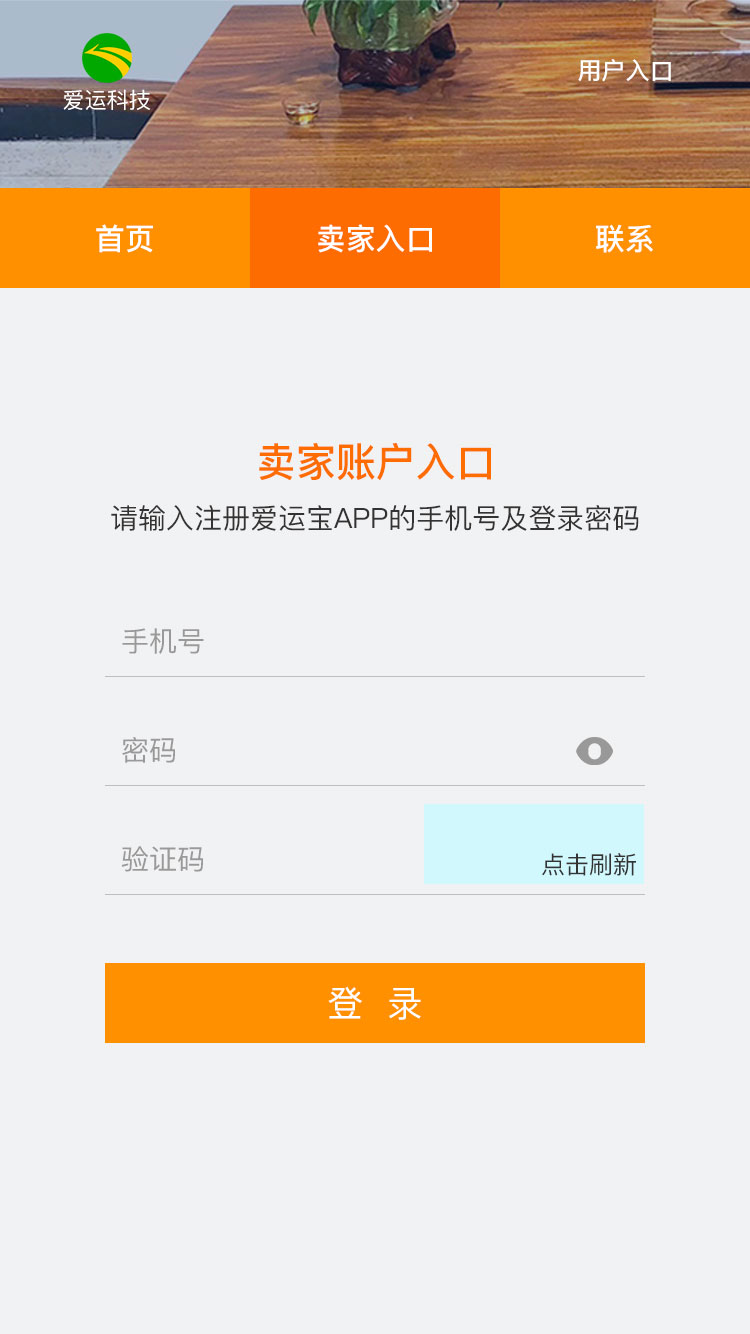 爱运科技
用户入口
首页
卖家入口
联系
卖家账户入口
请输入注册爱运宝APP的手机号及登录密码
手机号
密码
验证码
点击刷新
登 录